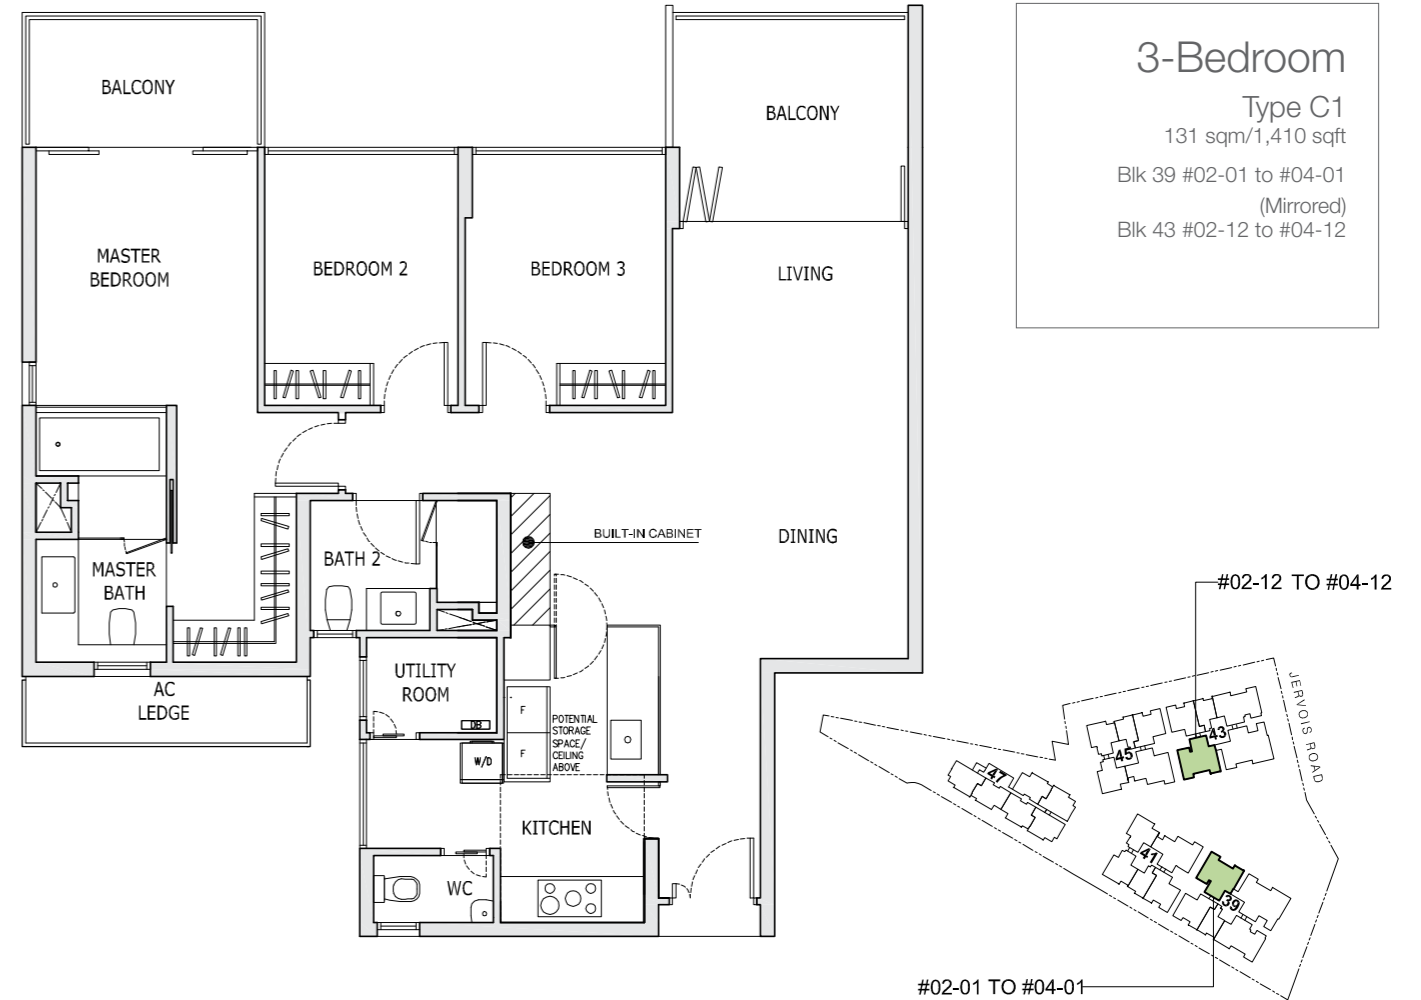 3-Bedroom
Type C1
131 sqm/1,410 sqft
Blk 39 #02-01 to #04-01
(Mirrored)
Blk 43 #02-12 to #04-12
BALCONY
BALCONY
MASTER
BEDROOM
BEDROOM 2
BEDROOM 3
LIVING
DINING
BUILT-IN CABINET
BATH 2
MASTER
BATH
UTILITY
ROOM
DB
AC
LEDGE
F
F
POTENTIAL
STORAGE
SPACE/
CEILING
ABOVE
W/D
KITCHEN
WC
#02-12 TO #04-12
JERVOIS ROAD
43
45
47
41
39
#02-01 TO #04-01